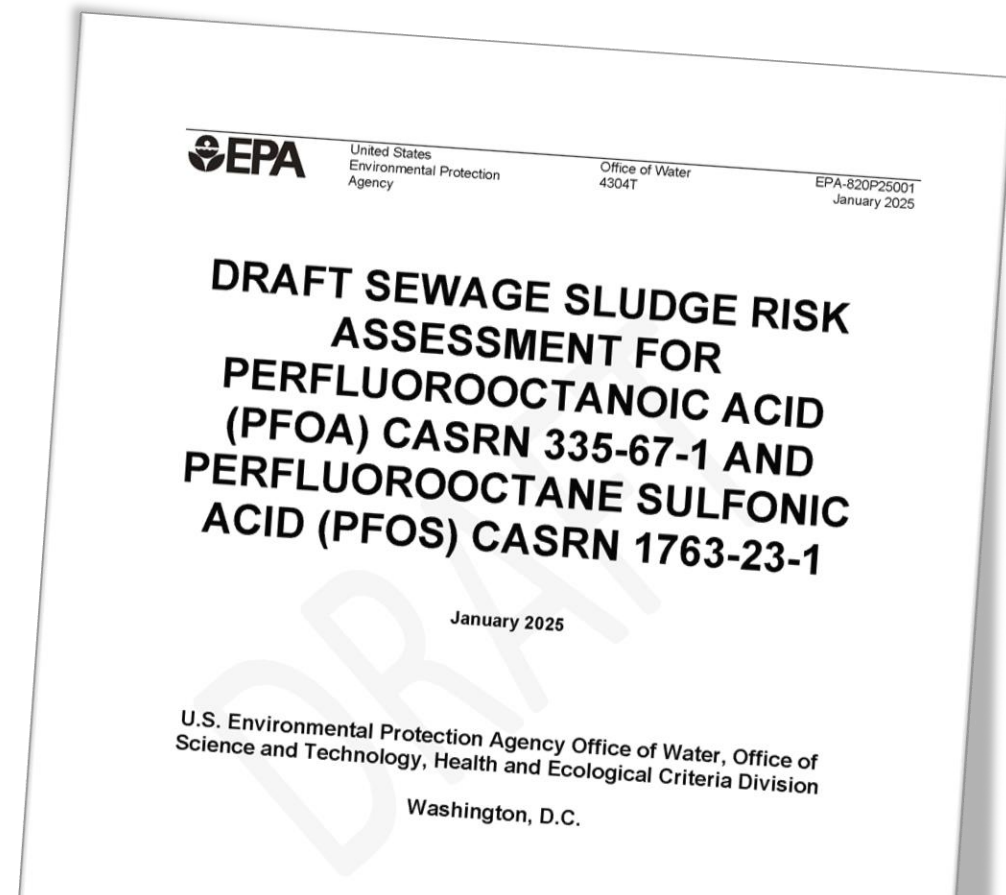 EPA
United States
Environmental Protection
Agency
Office of Water
4304T
EPA-820P25001
January 2025
DRAFT SEWAGE SLUDGE RISK
ASSESSMENT FOR
PERFLUOROOCTANOIC ACID
(PFOA) CASRN 335-67-1 AND
PERFLUOROOCTANE SULFONIC
ACID (PFOS) CASRN 1763-23-1
January 2025
U.S. Environmental Protection Agency Office of Water, Office of
Science and Technology, Health and Ecological Criteria Division
Washington, D.C.
DRAFT